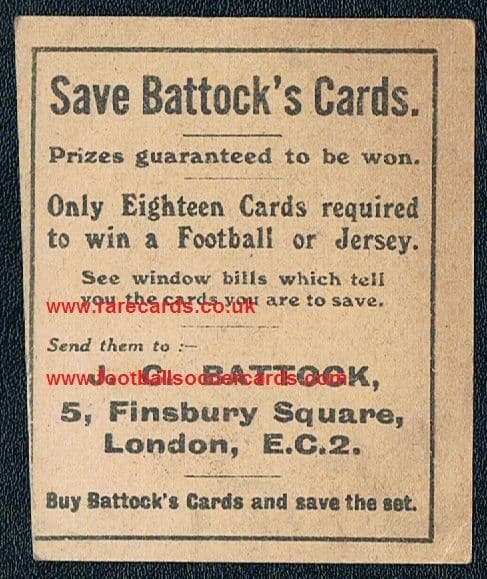 Save Battock's Cards.
Prizes guaranteed to be won.
Only Eighteen Cards required
to win a Football or Jersey.
See window bills which tell
you the cards you are to save.
www.rarecards.co.uk
Send them to :—
J. C. BATTOCK,
www.footballsoccercards.com
5, Finsbury Square,
London, E.C.2.
Buy Battock's Cards and save the set.